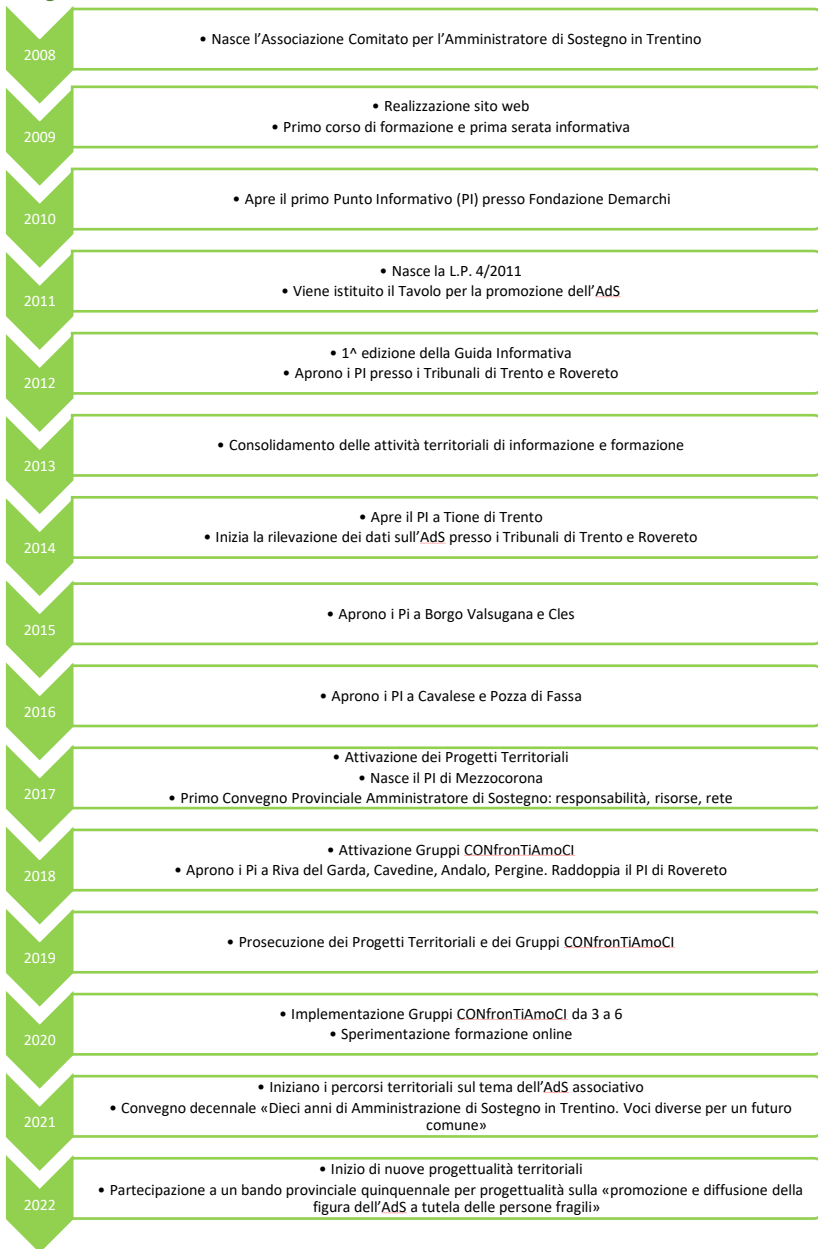 2008
• Nasce l’Associazione Comitato per l’Amministratore di Sostegno in Trentino
2009
• Realizzazione sito web
• Primo corso di formazione e prima serata informativa
2010
• Apre il primo Punto Informativo (PI) presso Fondazione Demarchi
2011
• Nasce la L.P. 4/2011
• Viene istituito il Tavolo per la promozione dell’AdS
2012
• 1^ edizione della Guida Informativa
• Aprono i PI presso i Tribunali di Trento e Rovereto
2013
• Consolidamento delle attività territoriali di informazione e formazione
2014
• Apre il PI a Tione di Trento
• Inizia la rilevazione dei dati sull’AdS presso i Tribunali di Trento e Rovereto
2015
• Aprono i Pi a Borgo Valsugana e Cles
2016
• Aprono i PI a Cavalese e Pozza di Fassa
2017
• Attivazione dei Progetti Territoriali
• Nasce il PI di Mezzocorona
• Primo Convegno Provinciale Amministratore di Sostegno: responsabilità, risorse, rete
2018
• Attivazione Gruppi CONfronTiAmoCI
• Aprono i Pi a Riva del Garda, Cavedine, Andalo, Pergine. Raddoppia il PI di Rovereto
2019
• Prosecuzione dei Progetti Territoriali e dei Gruppi CONfronTiAmoCI
2020
• Implementazione Gruppi CONfronTiAmoCI da 3 a 6
• Sperimentazione formazione online
2021
• Iniziano i percorsi territoriali sul tema dell’AdS associativo
• Convegno decennale «Dieci anni di Amministrazione di Sostegno in Trentino. Voci diverse per un futuro
comune»
2022
• Inizio di nuove progettualità territoriali
• Partecipazione a un bando provinciale quinquennale per progettualità sulla «promozione e diffusione della
figura dell’AdS a tutela delle persone fragili»